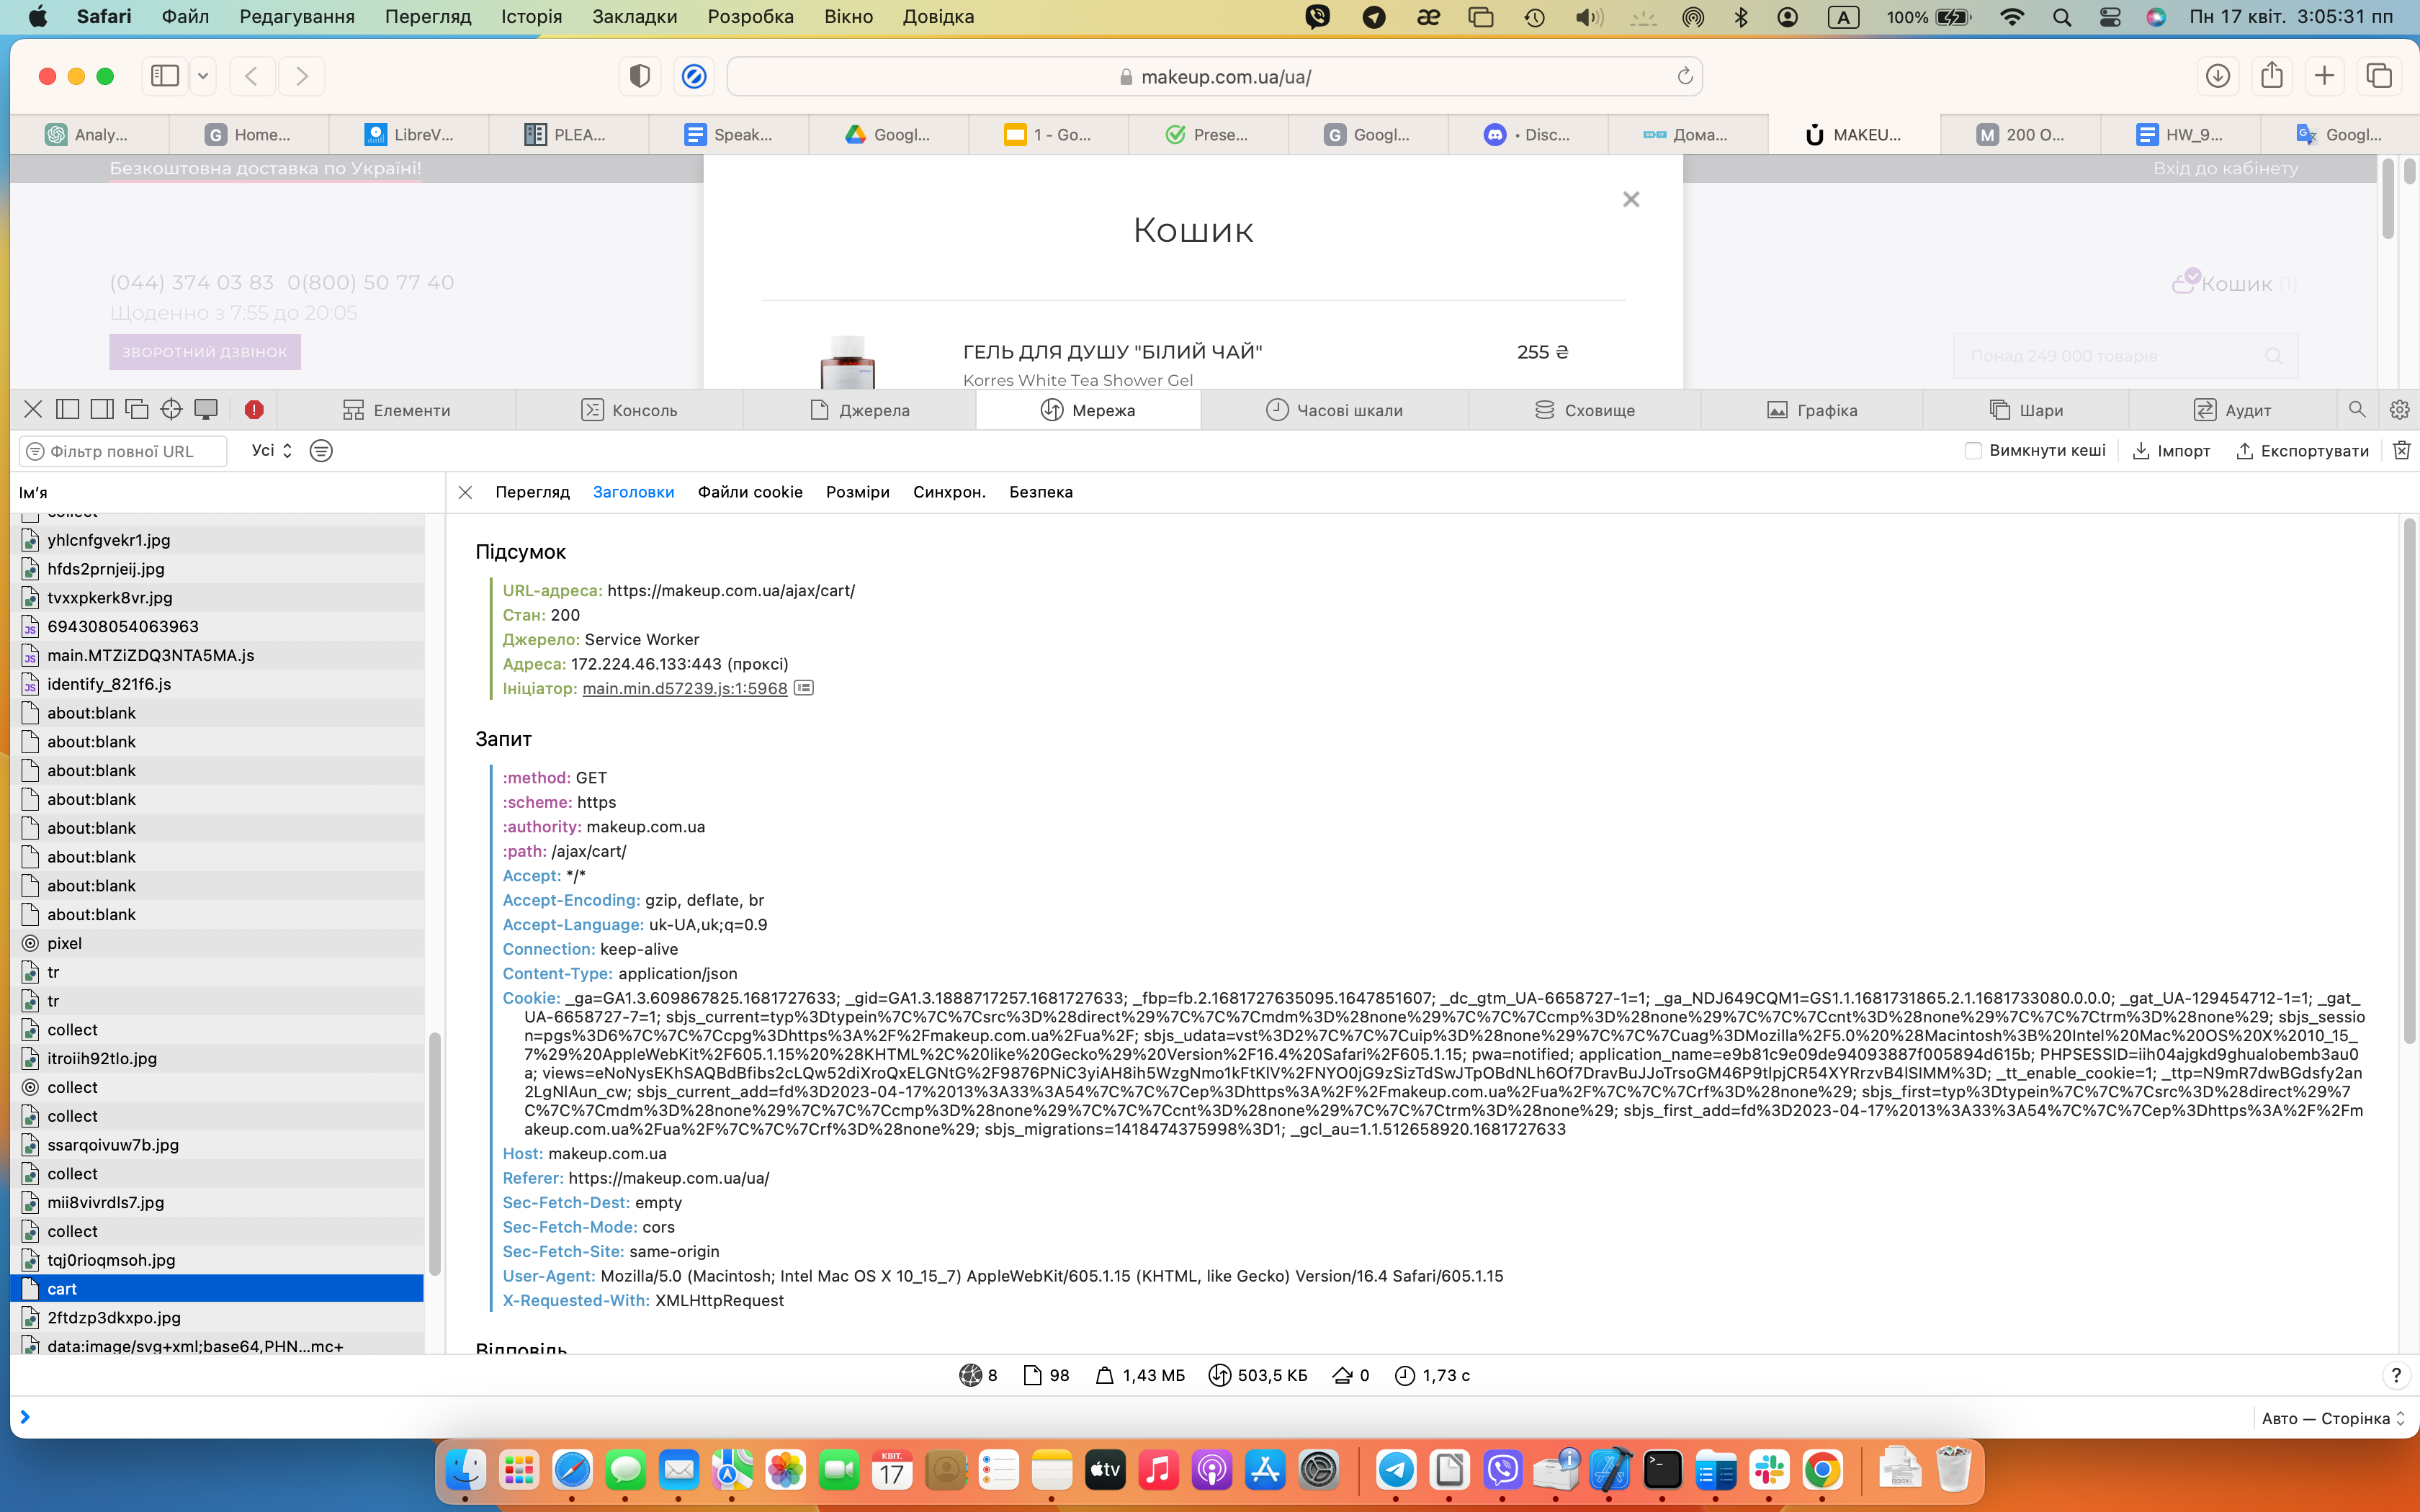 Safari Файл Редагування Перегляд Історія Закладки Розробка Вікно Довідка A 100% Пн 17 квіт. 3:05:31 пп
makeup.com.ua/ua/
Analy... Home... LibreV... PLEA... Speak... Googl... 1 - Go... Prese... Googl... • Disc... Дома... MAKEU... 200 O... HW_9... Googl...
Безкоштовна доставка по Україні! Вхід до кабінету
Кошик
(044) 374 03 83 0(800) 50 77 40 Кошик (1)
Щоденно з 7:55 до 20:05
ЗВОРОТНИЙ ДЗВІНОК ГЕЛЬ ДЛЯ ДУШУ "БІЛИЙ ЧАЙ" 255 ₴ Понад 249 000 товарів
Korres White Tea Shower Gel
Елементи Консоль Джерела Мережа Часові шкали Сховище Графіка Шари Аудит
Фільтр повної URL Усі Вимкнути кеші Імпорт Експортувати
Ім’я Перегляд Заголовки Файли cookie Розміри Синхрон. Безпека
collect
yhlcnfgvekr1.jpg
hfds2prnjeij.jpg
tvxxpkerk8vr.jpg
694308054063963
main.MTZiZDQ3NTA5MA.js
identify_821f6.js
about:blank
about:blank
about:blank
about:blank
about:blank
about:blank
about:blank
about:blank
pixel
tr
tr
collect
itroiih92tlo.jpg
collect
collect
ssarqoivuw7b.jpg
collect
mii8vivrdls7.jpg
collect
tqj0rioqmsoh.jpg
cart
2ftdzp3dkxpo.jpg
data:image/svg+xml;base64,PHN...mc+
Підсумок
URL-адреса: https://makeup.com.ua/ajax/cart/
Стан: 200
Джерело: Service Worker
Адреса: 172.224.46.133:443 (проксі)
Ініціатор: main.min.d57239.js:1:5968
Запит
:method: GET
:scheme: https
:authority: makeup.com.ua
:path: /ajax/cart/
Accept: */*
Accept-Encoding: gzip, deflate, br
Accept-Language: uk-UA,uk;q=0.9
Connection: keep-alive
Content-Type: application/json
Cookie: _ga=GA1.3.609867825.1681727633; _gid=GA1.3.1888717257.1681727633; _fbp=fb.2.1681727635095.1647851607; _dc_gtm_UA-6658727-1=1; _ga_NDJ649CQM1=GS1.1.1681731865.2.1.1681733080.0.0.0; _gat_UA-129454712-1=1; _gat_
UA-6658727-7=1; sbjs_current=typ%3Dtypein%7C%7C%7Csrc%3D%28direct%29%7C%7C%7Cmdm%3D%28none%29%7C%7C%7Ccmp%3D%28none%29%7C%7C%7Ccnt%3D%28none%29%7C%7C%7Ctrm%3D%28none%29; sbjs_sessio
n=pgs%3D6%7C%7C%7Ccpg%3Dhttps%3A%2F%2Fmakeup.com.ua%2Fua%2F; sbjs_udata=vst%3D2%7C%7C%7Cuip%3D%28none%29%7C%7C%7Cuag%3DMozilla%2F5.0%20%28Macintosh%3B%20Intel%20Mac%20OS%20X%2010_15_
7%29%20AppleWebKit%2F605.1.15%20%28KHTML%2C%20like%20Gecko%29%20Version%2F16.4%20Safari%2F605.1.15; pwa=notified; application_name=e9b81c9e09de94093887f005894d615b; PHPSESSID=iih04ajgkd9ghualobemb3au0
a; views=eNoNysEKhSAQBdBfibs2cLQw52diXroQxELGNtG%2F9876PNiC3yiAH8ih5WzgNmo1kFtKlV%2FNYO0jG9zSizTdSwJTpOBdNLh6Of7DravBuJJoTrsoGM46P9tlpjCR54XYRrzvB4ISIMM%3D; _tt_enable_cookie=1; _ttp=N9mR7dwBGdsfy2an
2LgNlAun_cw; sbjs_current_add=fd%3D2023-04-17%2013%3A33%3A54%7C%7C%7Cep%3Dhttps%3A%2F%2Fmakeup.com.ua%2Fua%2F%7C%7C%7Crf%3D%28none%29; sbjs_first=typ%3Dtypein%7C%7C%7Csrc%3D%28direct%29%7
C%7C%7Cmdm%3D%28none%29%7C%7C%7Ccmp%3D%28none%29%7C%7C%7Ccnt%3D%28none%29%7C%7C%7Ctrm%3D%28none%29; sbjs_first_add=fd%3D2023-04-17%2013%3A33%3A54%7C%7C%7Cep%3Dhttps%3A%2F%2Fm
akeup.com.ua%2Fua%2F%7C%7C%7Crf%3D%28none%29; sbjs_migrations=1418474375998%3D1; _gcl_au=1.1.512658920.1681727633
Host: makeup.com.ua
Referer: https://makeup.com.ua/ua/
Sec-Fetch-Dest: empty
Sec-Fetch-Mode: cors
Sec-Fetch-Site: same-origin
User-Agent: Mozilla/5.0 (Macintosh; Intel Mac OS X 10_15_7) AppleWebKit/605.1.15 (KHTML, like Gecko) Version/16.4 Safari/605.1.15
X-Requested-With: XMLHttpRequest
Відповідь
8 98 1,43 МБ 503,5 КБ 0 1,73 с ?
Авто — Сторінка
КВІТ.
17
tv
DOCX